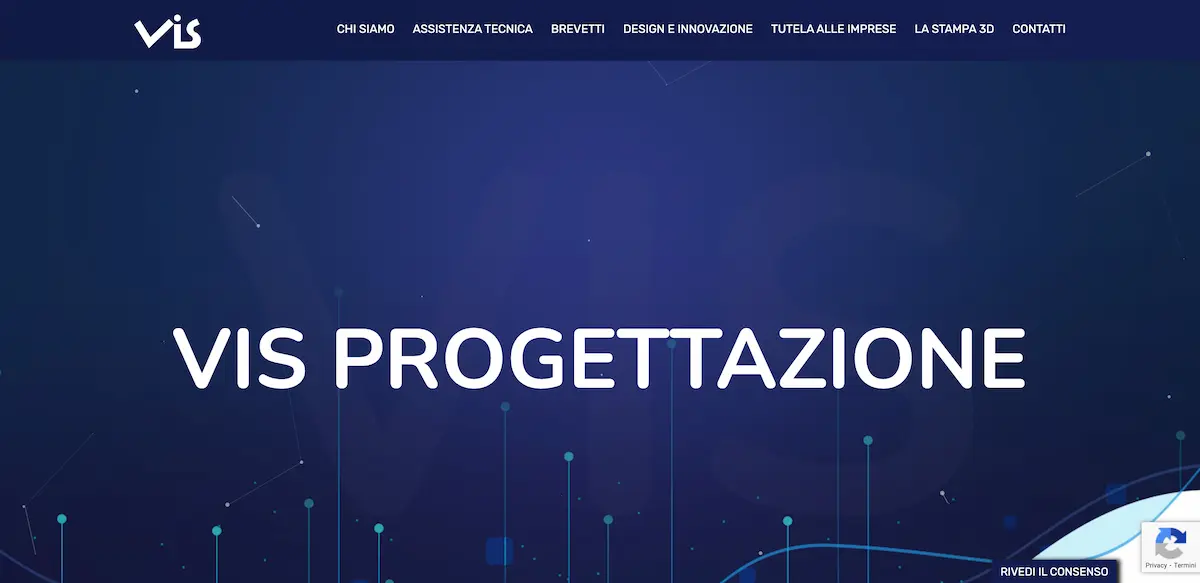 VIS
CHI SIAMO ASSISTENZA TECNICA BREVETTI DESIGN E INNOVAZIONE TUTELA ALLE IMPRESE LA STAMPA 3D CONTATTI
VIS
VIS PROGETTAZIONE
RIVEDI IL CONSENSO
Privacy - Termini